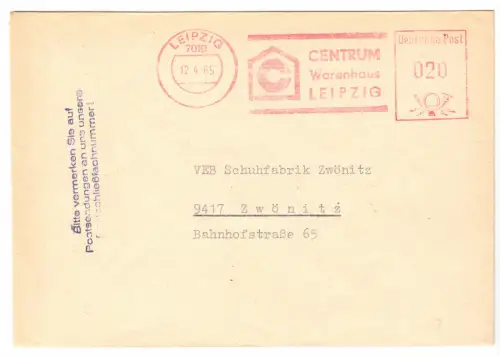 LEIPZIG
7010
12.4.65
CENTRUM
Warenhaus
LEIPZIG
Deutsche Post
020
Bitte vermerken Sie auf
Postsendungen an uns unsere
schließfachnummer!
VEB Schuhfabrik Zwönitz
9417 Zwönitz
Bahnhofstraße 65